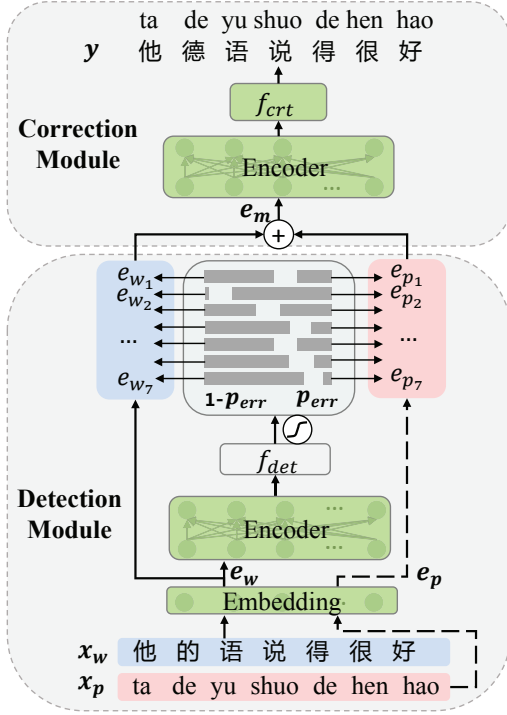 ta de yu shuo de hen hao
y 他 德 语 说 得 很 好
f_crt
Correction Module
Encoder
...
e_m
+
e_w1 e_p1
e_w2 e_p2
... ...
e_w7 e_p7
1-p_err p_err
f_det
Detection Module
...
Encoder
...
e_w e_p
Embedding
x_w 他 的 语 说 得 很 好
x_p ta de yu shuo de hen hao